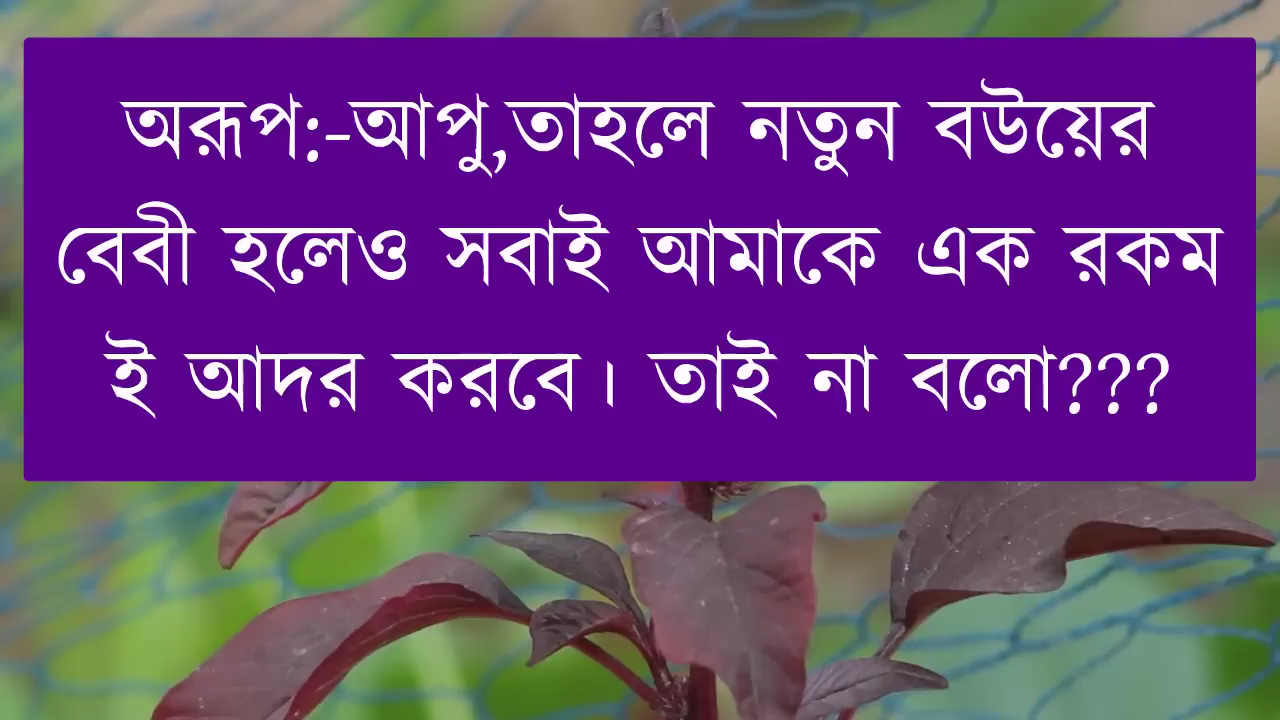 অরূপ:-আপু,তাহলে নতুন বউয়ের
বেবী হলেও সবাই আমাকে এক রকম
ই আদর করবে। তাই না বলো???